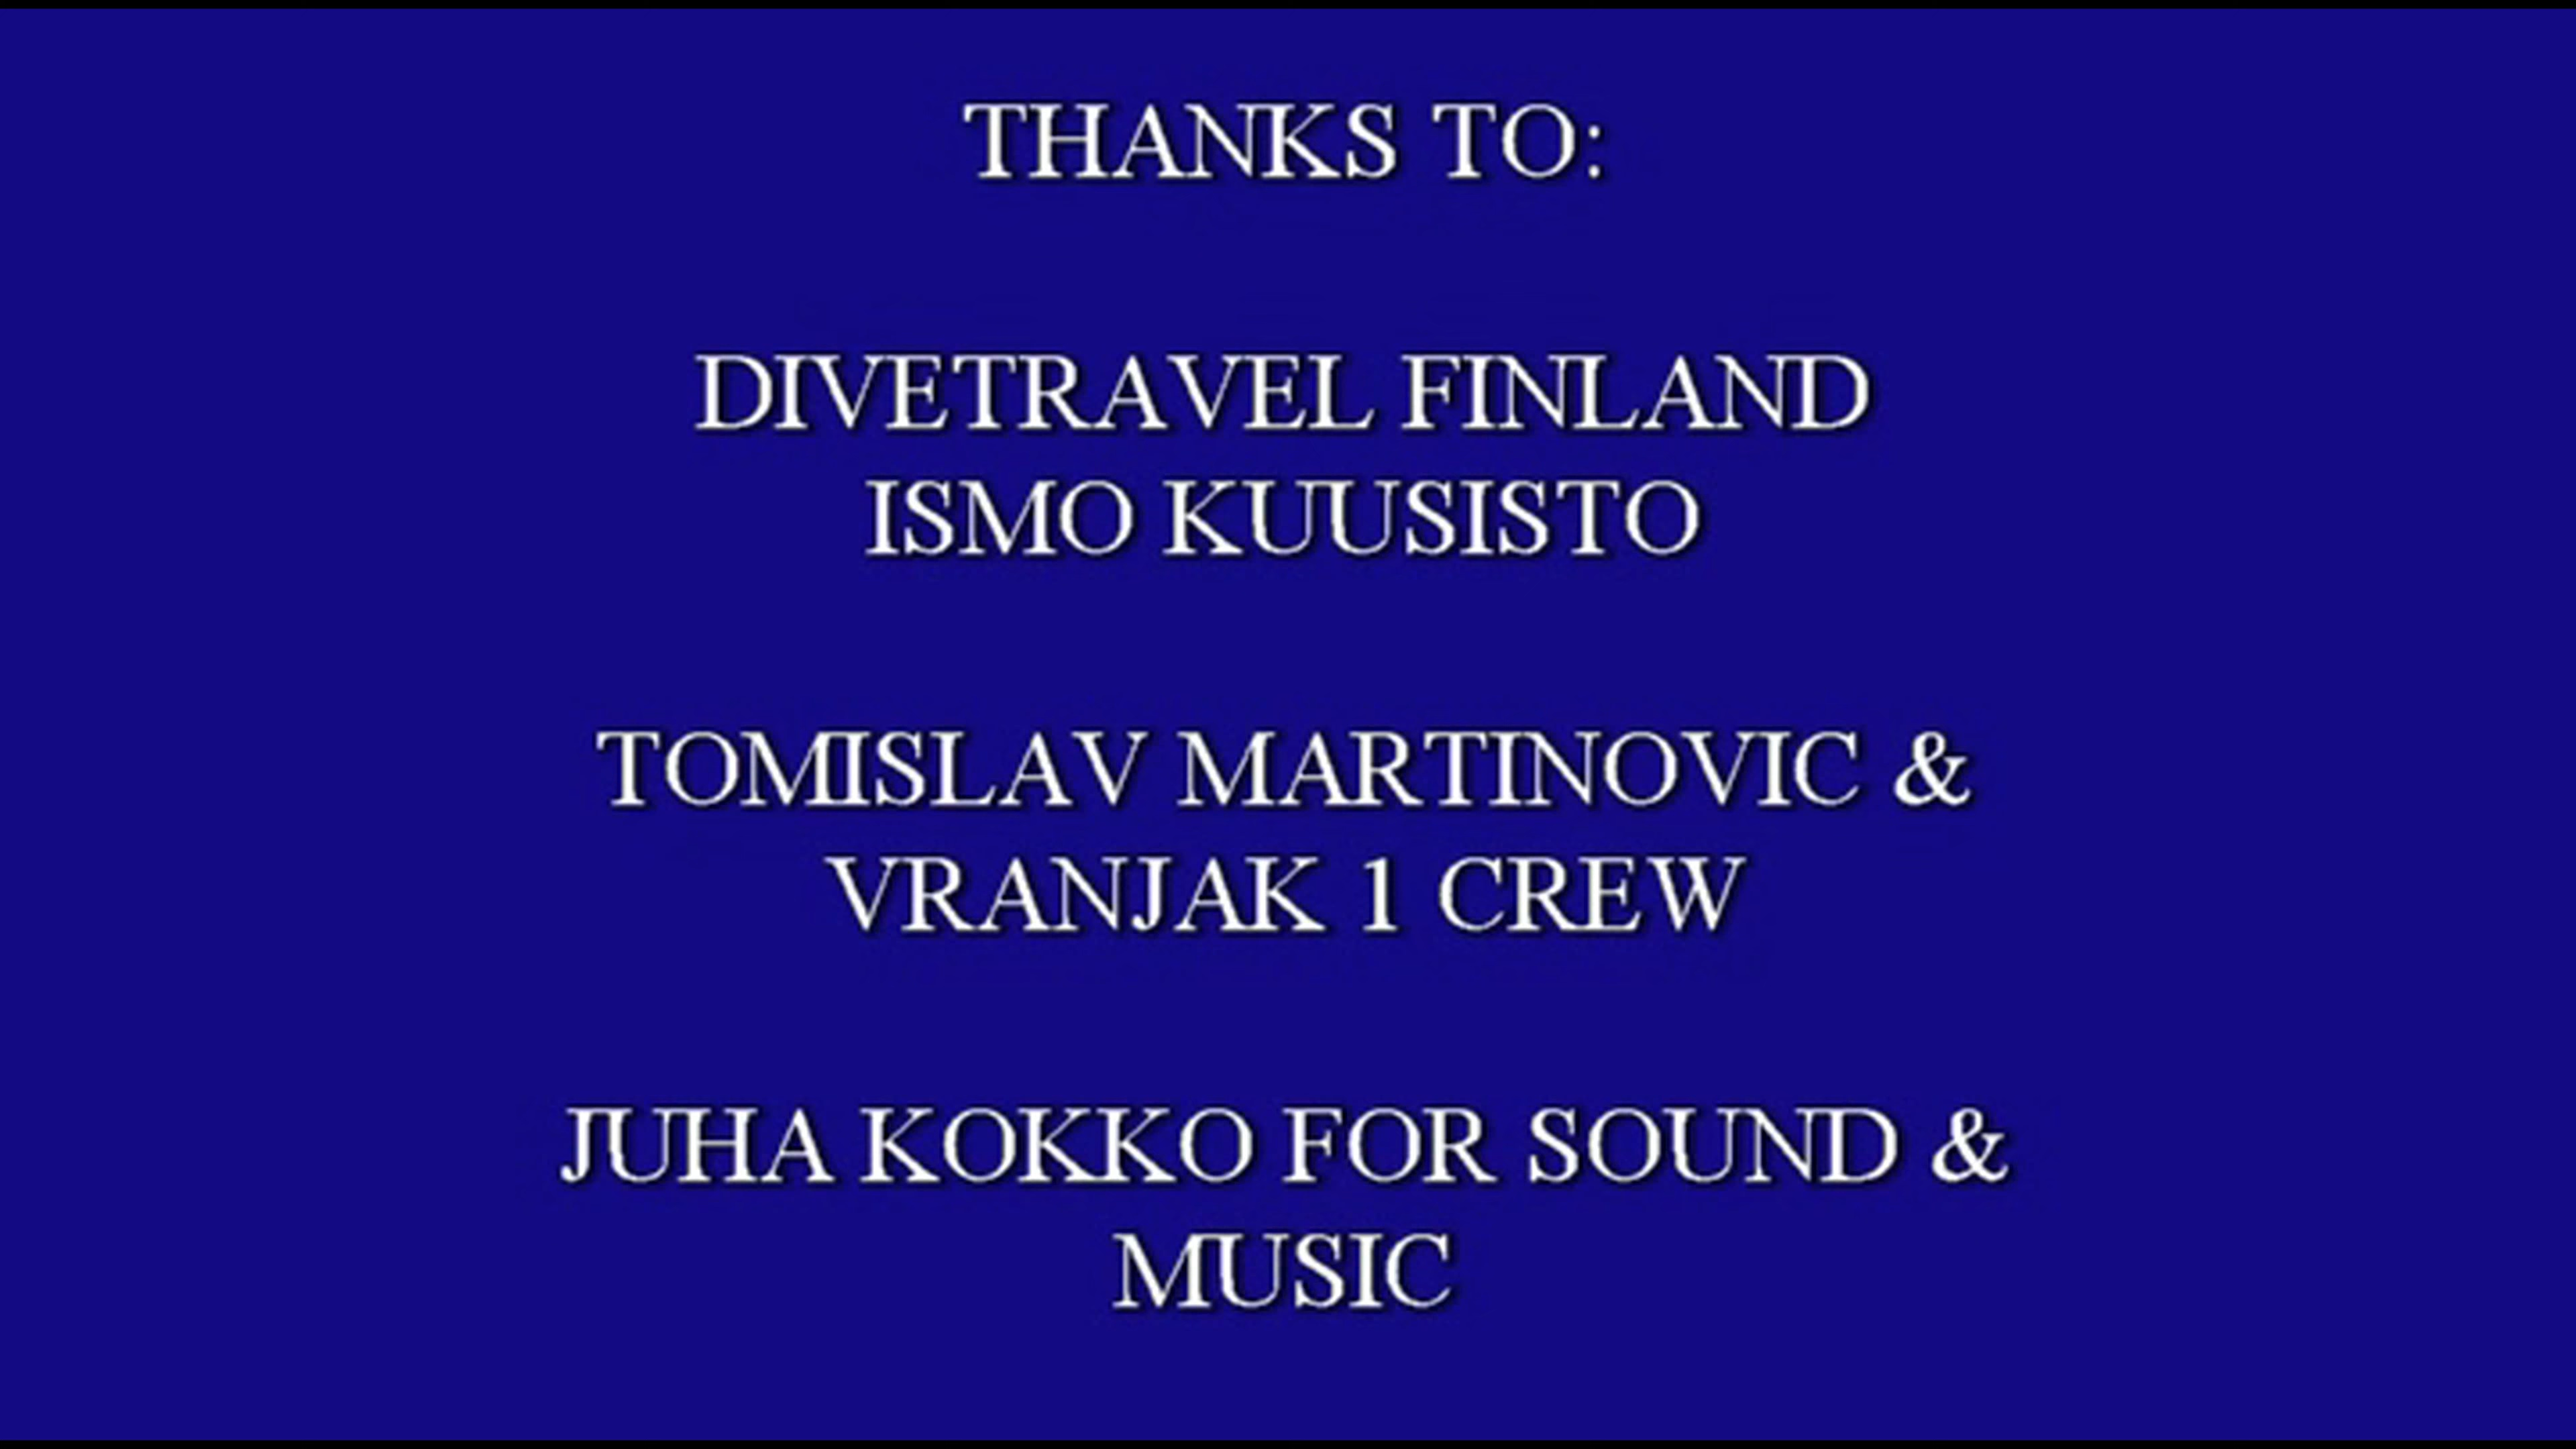 THANKS TO:
DIVETRAVEL FINLAND
ISMO KUUSISTO
TOMISLAV MARTINOVIC &
VRANJAK 1 CREW
JUHA KOKKO FOR SOUND &
MUSIC